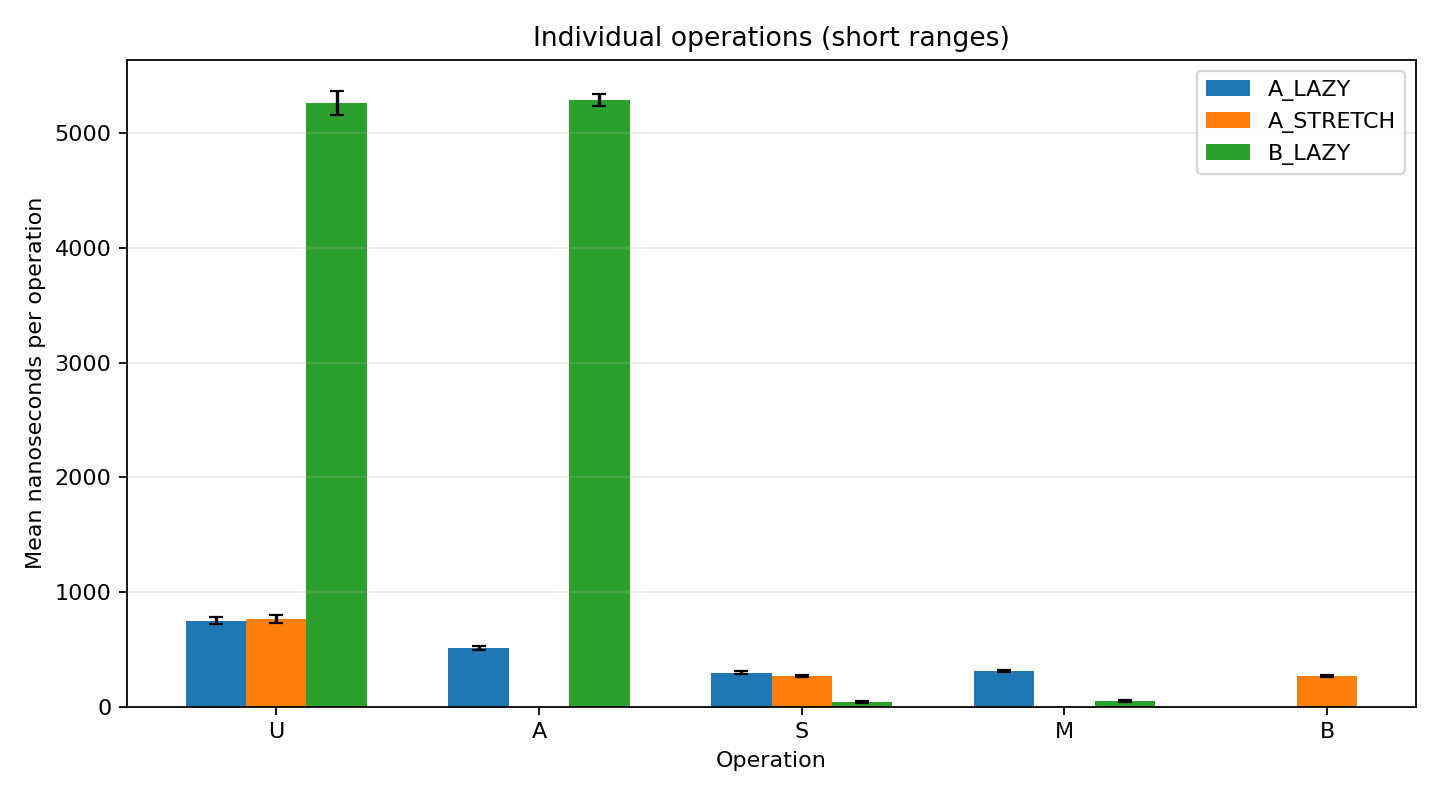 Individual operations (short ranges)
A_LAZY
A_STRETCH
B_LAZY
Mean nanoseconds per operation
5000
4000
3000
2000
1000
0
U A S M B
Operation